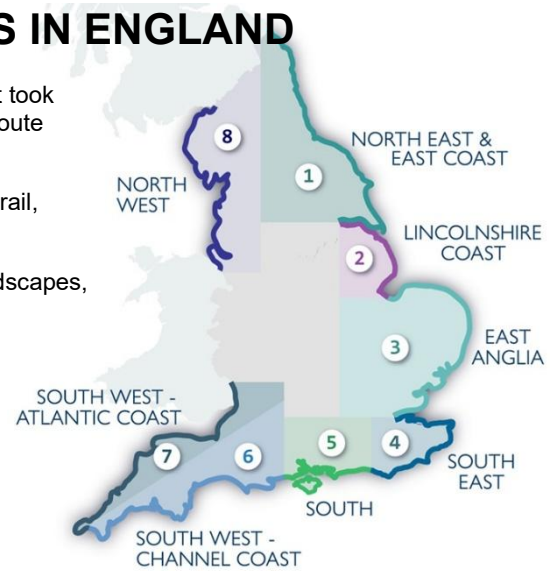 S IN ENGLAND
t took
oute
rail,
dscapes,
8
1
NORTH EAST &
EAST COAST
NORTH
WEST
2
LINCOLNSHIRE
COAST
3
EAST
ANGLIA
SOUTH WEST -
ATLANTIC COAST
7
6
5
4
SOUTH
EAST
SOUTH
SOUTH WEST -
CHANNEL COAST